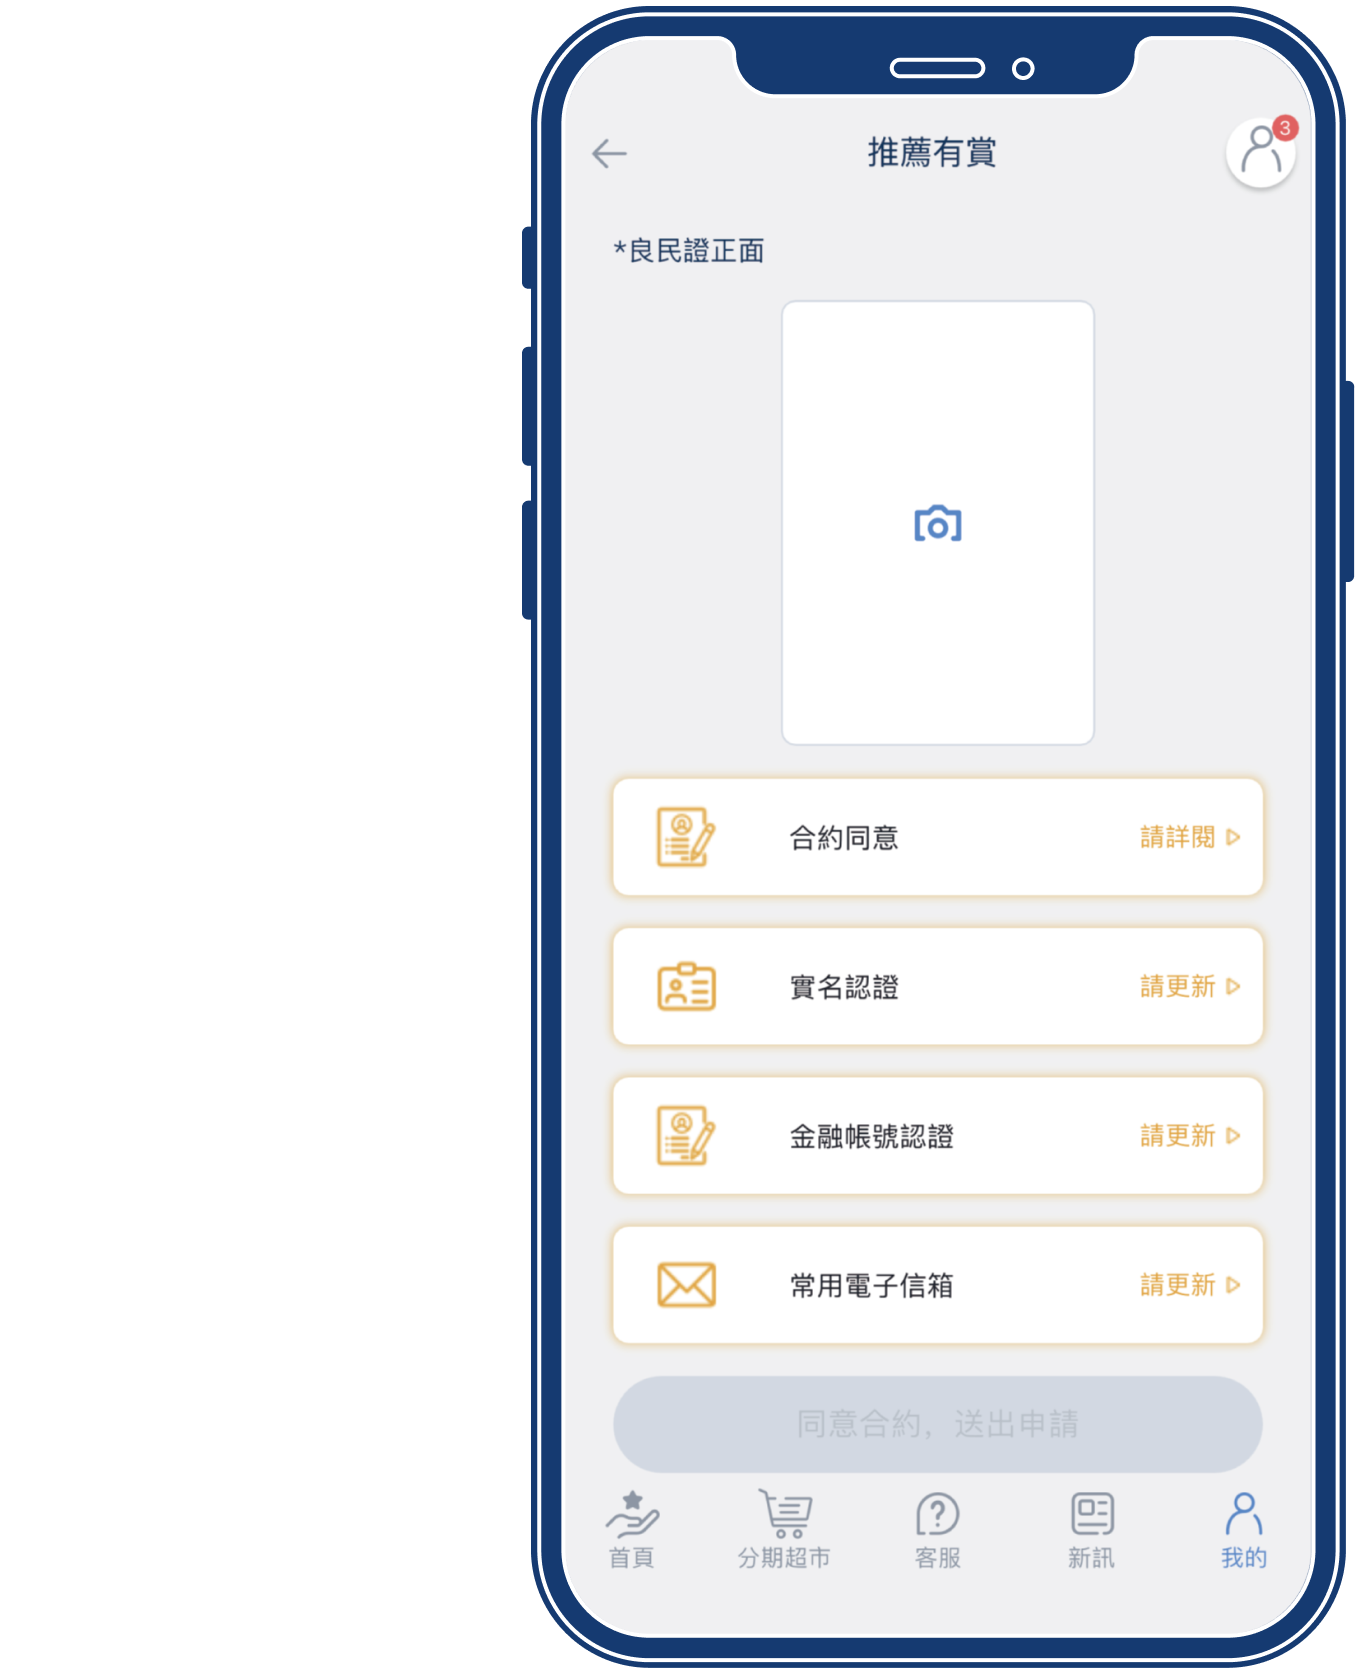 推薦有賞
3
*良民證正面
合約同意
請詳閱
實名認證
請更新
金融帳號認證
請更新
常用電子信箱
請更新
同意合約，送出申請
首頁
分期超市
客服
新訊
我的